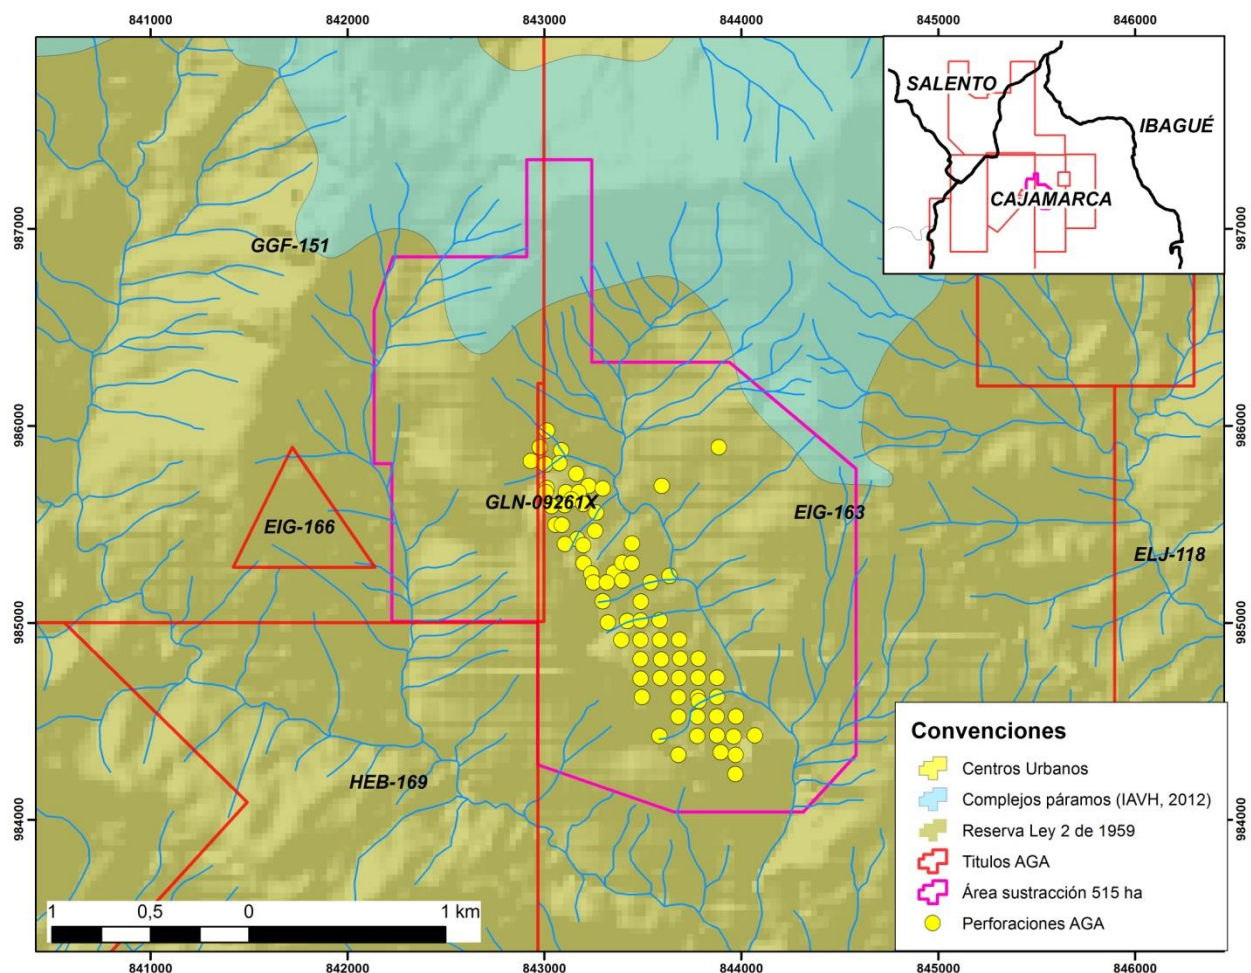 841000 842000 843000 844000 845000 846000
987000
986000
985000
984000
987000
985000
984000
SALENTO
IBAGUÉ
CAJAMARCA
GGF-151
GLN-09261X
EIG-163
EIG-166
ELJ-118
HEB-169
Convenciones
Centros Urbanos
Complejos páramos (IAVH, 2012)
Reserva Ley 2 de 1959
Titulos AGA
Área sustracción 515 ha
Perforaciones AGA
1 0,5 0 1 km
986000
841000 842000 843000 844000 845000 846000